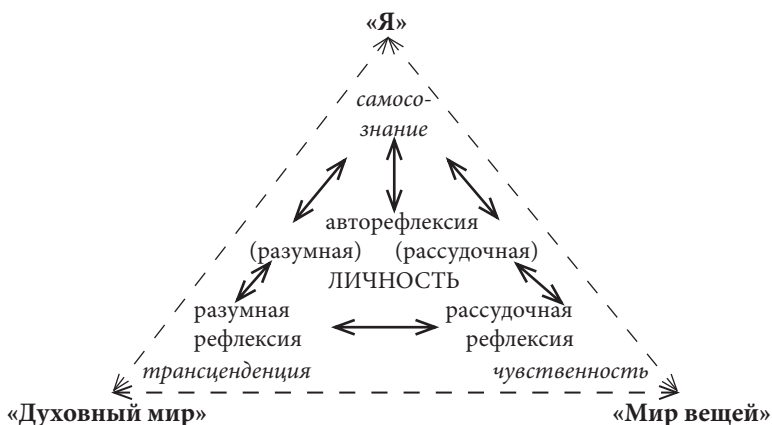 «Я»
самосо-
знание
авторефлексия
(разумная) (рассудочная)
ЛИЧНОСТЬ
разумная рассудочная
рефлексия рефлексия
трансценденция чувственность
«Духовный мир» «Мир вещей»